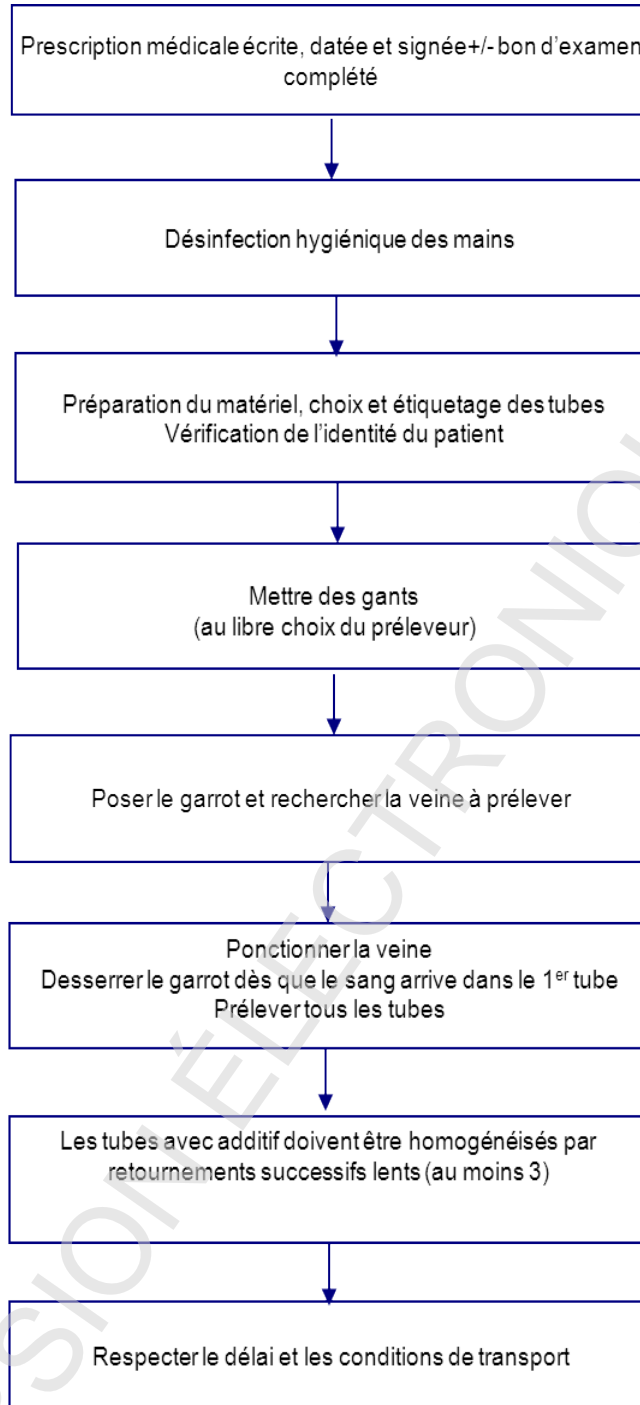 Prescription médicale écrite, datée et signée+/- bon d’examen
complété
Désinfection hygiénique des mains
Préparation du matériel, choix et étiquetage des tubes
Vérification de l’identité du patient
Mettre des gants
(au libre choix du préleveur)
Poser le garrot et rechercher la veine à prélever
Ponctionner la veine
Desserrer le garrot dès que le sang arrive dans le 1er tube
Prélever tous les tubes
Les tubes avec additif doivent être homogénéisés par
retournements successifs lents (au moins 3)
Respecter le délai et les conditions de transport
SION ÉLECTRONIQ